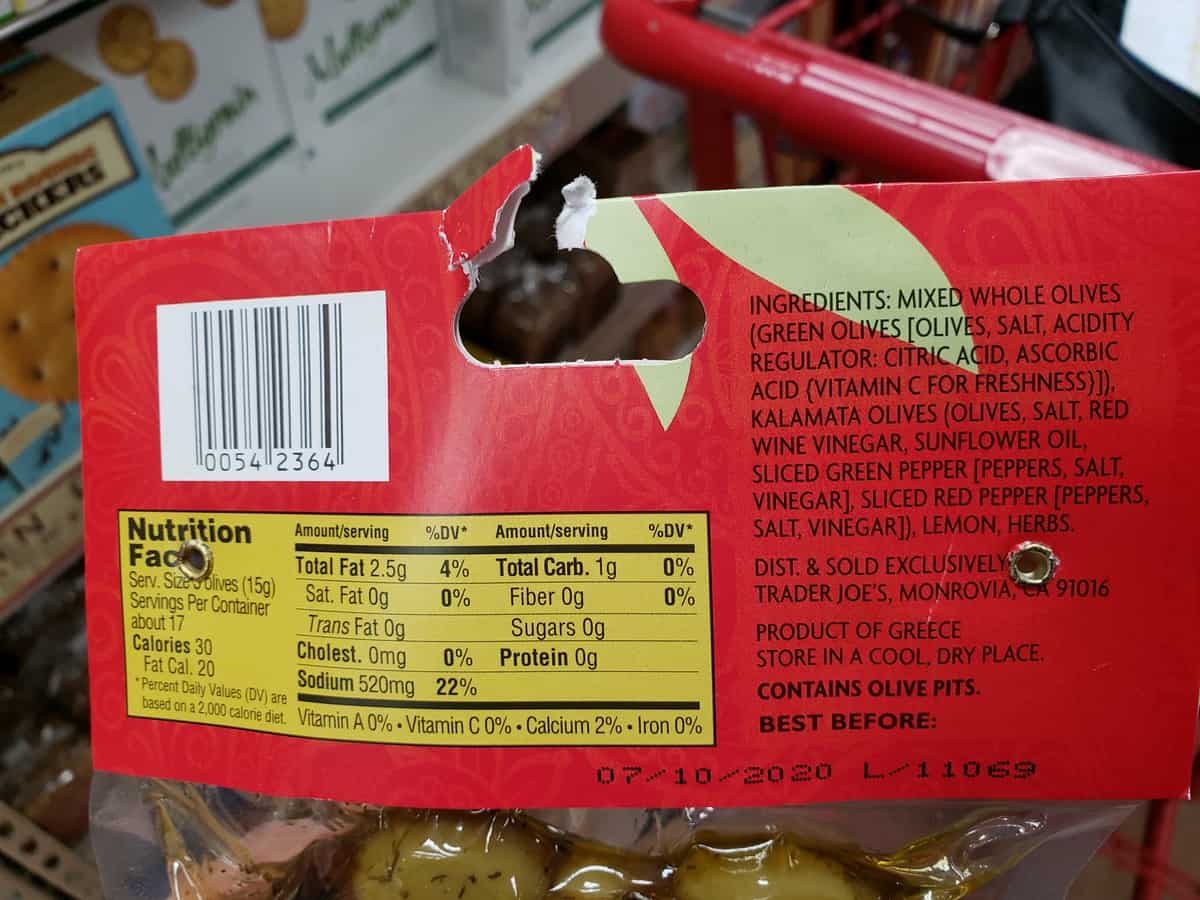 CKERS
0054 2364
Nutrition
Facts
Serv. Size 5 olives (15g)
Servings Per Container
about 17
Calories 30
Fat Cal. 20
*Percent Daily Values (DV) are
based on a 2,000 calorie diet.
Amount/serving %DV* Amount/serving %DV*
Total Fat 2.5g 4% Total Carb. 1g 0%
Sat. Fat 0g 0% Fiber 0g 0%
Trans Fat 0g Sugars 0g
Cholest. 0mg 0% Protein 0g
Sodium 520mg 22%
Vitamin A 0% • Vitamin C 0% • Calcium 2% • Iron 0%
INGREDIENTS: MIXED WHOLE OLIVES
(GREEN OLIVES [OLIVES, SALT, ACIDITY
REGULATOR: CITRIC ACID, ASCORBIC
ACID {VITAMIN C FOR FRESHNESS}]),
KALAMATA OLIVES (OLIVES, SALT, RED
WINE VINEGAR, SUNFLOWER OIL,
SLICED GREEN PEPPER [PEPPERS, SALT,
VINEGAR], SLICED RED PEPPER [PEPPERS,
SALT, VINEGAR]), LEMON, HERBS.
DIST. & SOLD EXCLUSIVELY
TRADER JOE'S, MONROVIA, CA 91016
PRODUCT OF GREECE
STORE IN A COOL, DRY PLACE.
CONTAINS OLIVE PITS.
BEST BEFORE:
07/10/2020 L/11069